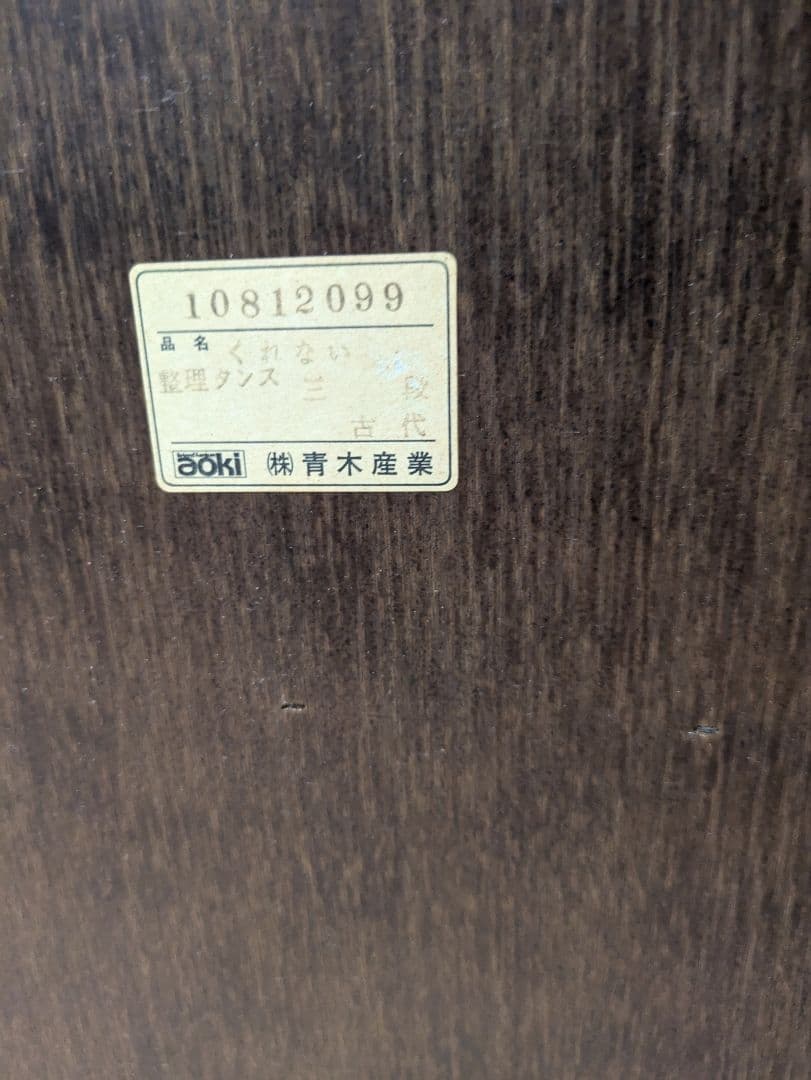 10812099
品名 くれない
整理タンス 三 段
古代
aoki ㈱青木産業